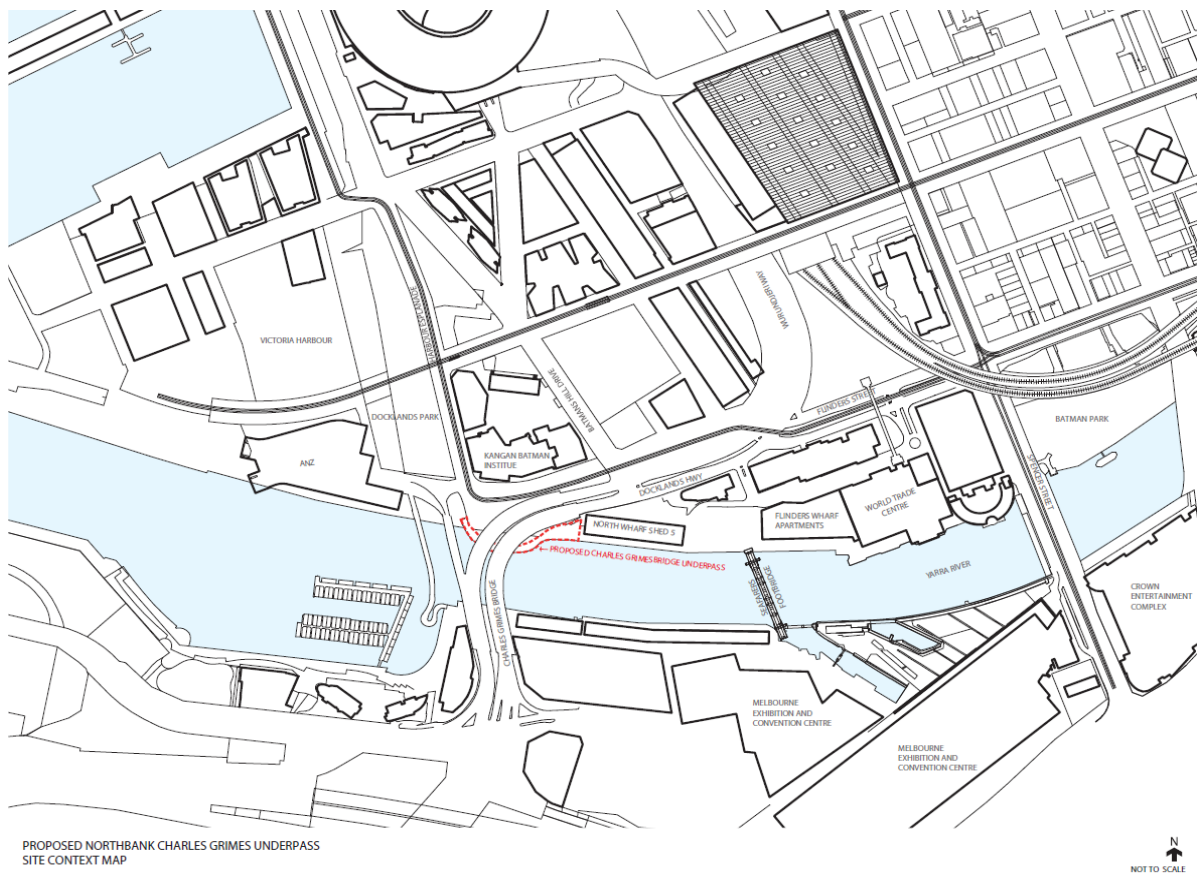 HARBOUR ESPLANADE
WURUNDJERI WAY
VICTORIA HARBOUR
BATMANS HILL DRIVE
FLINDERS STREET
DOCKLANDS PARK
BATMAN PARK
KANGAN BATMAN
INSTITUE
ANZ
DOCKLANDS HWY
SPENCER STREET
WORLD TRADE
CENTRE
FLINDERS WHARF
APARTMENTS
NORTH WHARF SHED 5
← PROPOSED CHARLES GRIMES BRIDGE UNDERPASS
YARRA RIVER
SEAFARERS
FOOTBRIDGE
CROWN
ENTERTAINMENT
COMPLEX
CHARLES GRIMES BRIDGE
MELBOURNE
EXHIBITION AND
CONVENTION CENTRE
MELBOURNE
EXHIBITION AND
CONVENTION CENTRE
PROPOSED NORTHBANK CHARLES GRIMES UNDERPASS
SITE CONTEXT MAP
N
NOT TO SCALE